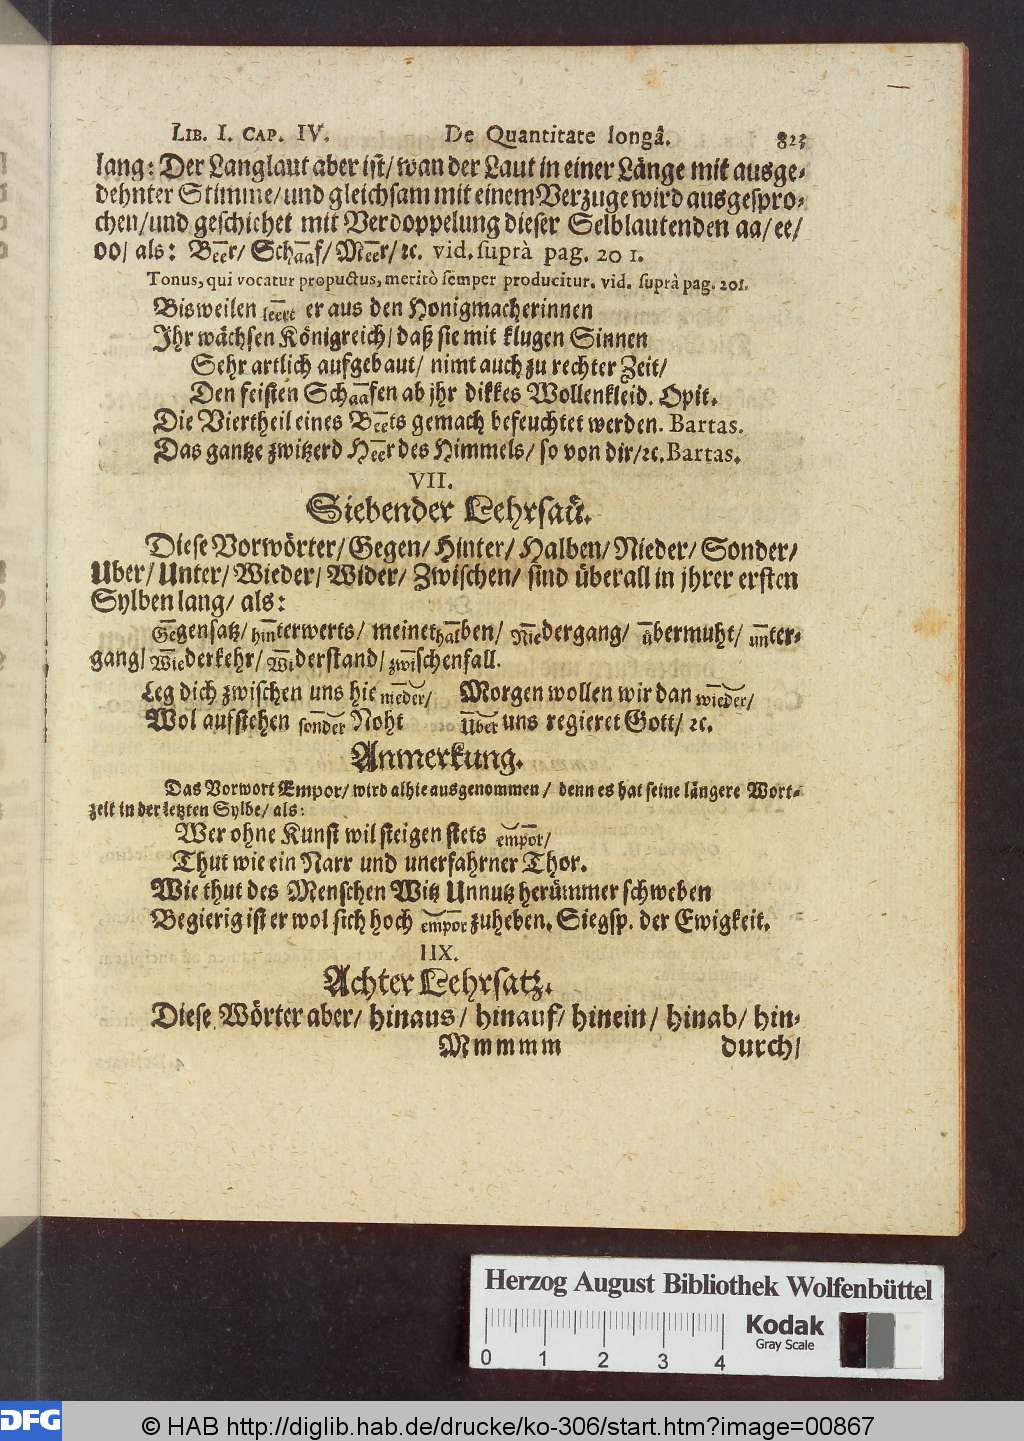 LIB. I. CAP. IV. De Quantitate longâ. 823
lang: Der Langlaut aber ist/ wan der Laut in einer Länge mit ausge-
dehnter Stimme/ und gleichsam mit einem Verzuge wird ausgespro-
chen/ und geschichet mit Verdoppelung dieser Selblautenden aa/ ee/
oo/ als: Beer/ Schaaf/ Meer/ ꝛc. vid. suprà pag. 201.
Tonus, qui vocatur productus, meritò semper producitur. vid. suprà pag. 201.
Bisweilen leert er aus den Honigmacherinnen
Ihr wächsen Königreich/ daß sie mit klugen Sinnen
Sehr artlich aufgebaut/ nimt auch zu rechter Zeit/
Den feisten Schaafen ab jhr dikkes Wollenkleid. Opit.
Die Viertheil eines Beets gemach befeuchtet werden. Bartas.
Das gantze zwitzerd Heer des Himmels/ so von dir/ ꝛc. Bartas.
VII.
Siebender Lehrsatz.
Diese Vorwörter/ Gegen/ Hinter/ Halben/ Nieder/ Sonder/
Uber/ Unter/ Wieder/ Wider/ Zwischen/ sind überall in jhrer ersten
Sylben lang/ als:
Gegensatz/ hinterwerts/ meinethalben/ Niedergang/ übermuht/ unter-
gang/ Wiederkehr/ Widerstand/ zwischenfall.
Leg dich zwischen uns hie nieder/ Morgen wollen wir dan wieder/
Wol aufstehen sonder Noht Über uns regieret Gott/ ꝛc.
Anmerkung.
Das Vorwort Empor/ wird alhie ausgenommen/ denn es hat seine längere Wort-
zeit in der letzten Sylbe/ als:
Wer ohne Kunst wil steigen stets empor/
Thut wie ein Narr und unerfahrner Thor.
Wie thut des Menschen Witz Unnutz herümmer schweben
Begierig ist er wol sich hoch empor zuheben. Siegsp. der Ewigkeit.
IIX.
Achter Lehrsatz.
Diese Wörter aber/ hinaus/ hinauf/ hinein/ hinab/ hin-
Mmmmm durch/
Herzog August Bibliothek Wolfenbüttel
Kodak
Gray Scale
0 1 2 3 4
DFG © HAB http://diglib.hab.de/drucke/ko-306/start.htm?image=00867